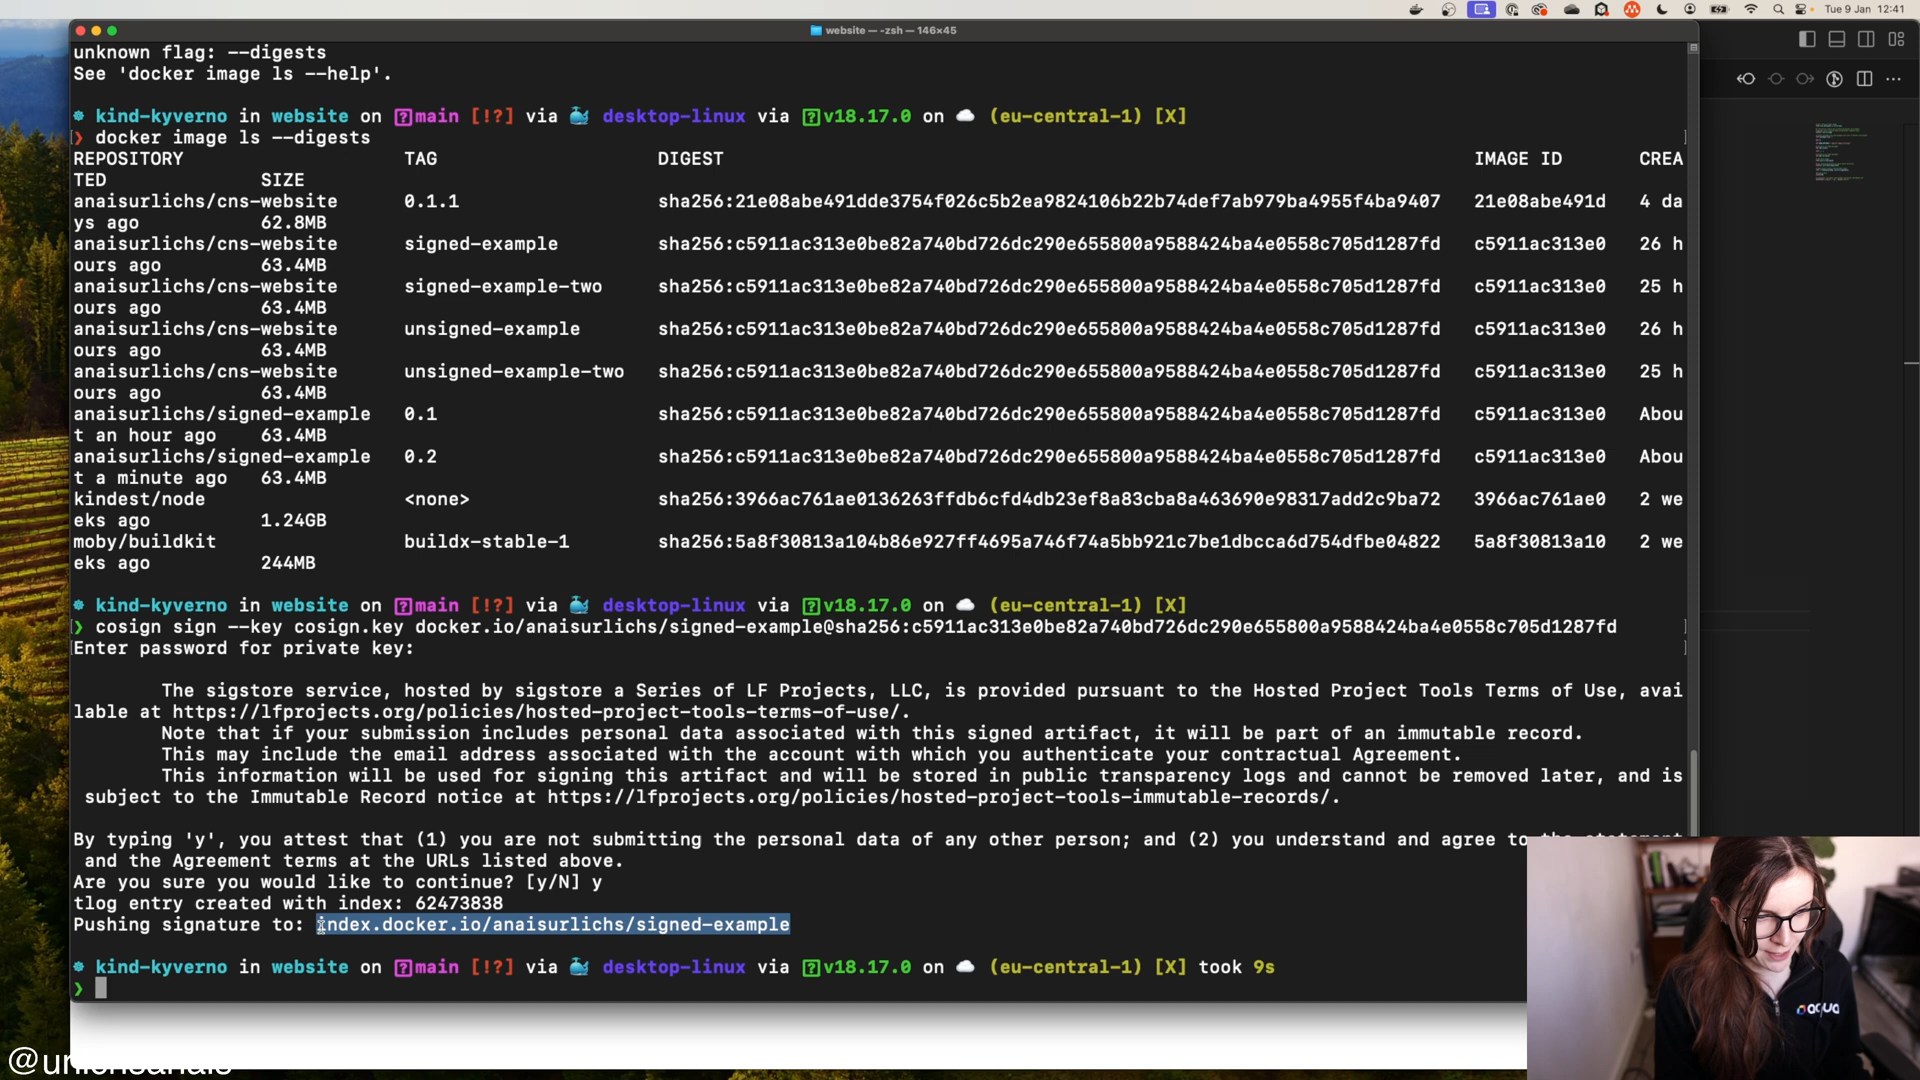 Tue 9 Jan 12:41
website — -zsh — 146×45
unknown flag: --digests
See 'docker image ls --help'.
kind-kyverno in website on main [!?] via desktop-linux via v18.17.0 on (eu-central-1) [X]
❯ docker image ls --digests
REPOSITORY TAG DIGEST IMAGE ID CREA
TED SIZE
anaisurlichs/cns-website 0.1.1 sha256:21e08abe491dde3754f026c5b2ea9824106b22b74def7ab979ba4955f4ba9407 21e08abe491d 4 da
ys ago 62.8MB
anaisurlichs/cns-website signed-example sha256:c5911ac313e0be82a740bd726dc290e655800a9588424ba4e0558c705d1287fd c5911ac313e0 26 h
ours ago 63.4MB
anaisurlichs/cns-website signed-example-two sha256:c5911ac313e0be82a740bd726dc290e655800a9588424ba4e0558c705d1287fd c5911ac313e0 25 h
ours ago 63.4MB
anaisurlichs/cns-website unsigned-example sha256:c5911ac313e0be82a740bd726dc290e655800a9588424ba4e0558c705d1287fd c5911ac313e0 26 h
ours ago 63.4MB
anaisurlichs/cns-website unsigned-example-two sha256:c5911ac313e0be82a740bd726dc290e655800a9588424ba4e0558c705d1287fd c5911ac313e0 25 h
ours ago 63.4MB
anaisurlichs/signed-example 0.1 sha256:c5911ac313e0be82a740bd726dc290e655800a9588424ba4e0558c705d1287fd c5911ac313e0 Abou
t an hour ago 63.4MB
anaisurlichs/signed-example 0.2 sha256:c5911ac313e0be82a740bd726dc290e655800a9588424ba4e0558c705d1287fd c5911ac313e0 Abou
t a minute ago 63.4MB
kindest/node <none> sha256:3966ac761ae0136263ffdb6cfd4db23ef8a83cba8a463690e98317add2c9ba72 3966ac761ae0 2 we
eks ago 1.24GB
moby/buildkit buildx-stable-1 sha256:5a8f30813a104b86e927ff4695a746f74a5bb921c7be1dbcca6d754dfbe04822 5a8f30813a10 2 we
eks ago 244MB
kind-kyverno in website on main [!?] via desktop-linux via v18.17.0 on (eu-central-1) [X]
❯ cosign sign --key cosign.key docker.io/anaisurlichs/signed-example@sha256:c5911ac313e0be82a740bd726dc290e655800a9588424ba4e0558c705d1287fd
Enter password for private key:
The sigstore service, hosted by sigstore a Series of LF Projects, LLC, is provided pursuant to the Hosted Project Tools Terms of Use, avai
lable at https://lfprojects.org/policies/hosted-project-tools-terms-of-use/.
Note that if your submission includes personal data associated with this signed artifact, it will be part of an immutable record.
This may include the email address associated with the account with which you authenticate your contractual Agreement.
This information will be used for signing this artifact and will be stored in public transparency logs and cannot be removed later, and is
subject to the Immutable Record notice at https://lfprojects.org/policies/hosted-project-tools-immutable-records/.
By typing 'y', you attest that (1) you are not submitting the personal data of any other person; and (2) you understand and agree to
and the Agreement terms at the URLs listed above.
Are you sure you would like to continue? [y/N] y
tlog entry created with index: 62473838
Pushing signature to: index.docker.io/anaisurlichs/signed-example
kind-kyverno in website on main [!?] via desktop-linux via v18.17.0 on (eu-central-1) [X] took 9s
❯
aqua